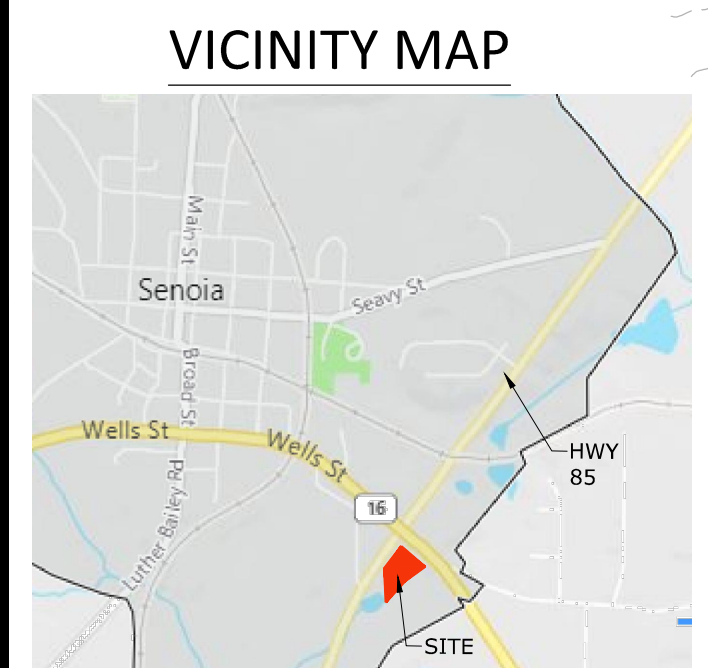 VICINITY MAP
Main St
Senoia
Seavy St
Broad St
Wells St
Wells St
HWY
85
Luther Bailey Rd
16
SITE